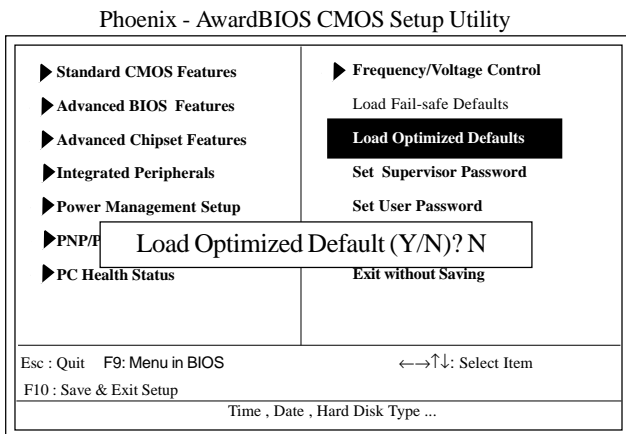 Phoenix - AwardBIOS CMOS Setup Utility
Standard CMOS Features
Advanced BIOS Features
Advanced Chipset Features
Integrated Peripherals
Power Management Setup
PNP/P
PC Health Status
Frequency/Voltage Control
Load Fail-safe Defaults
Load Optimized Defaults
Set Supervisor Password
Set User Password
Exit without Saving
Load Optimized Default (Y/N)? N
Esc : Quit F9: Menu in BIOS ←→↑↓: Select Item
F10 : Save & Exit Setup
Time , Date , Hard Disk Type ...